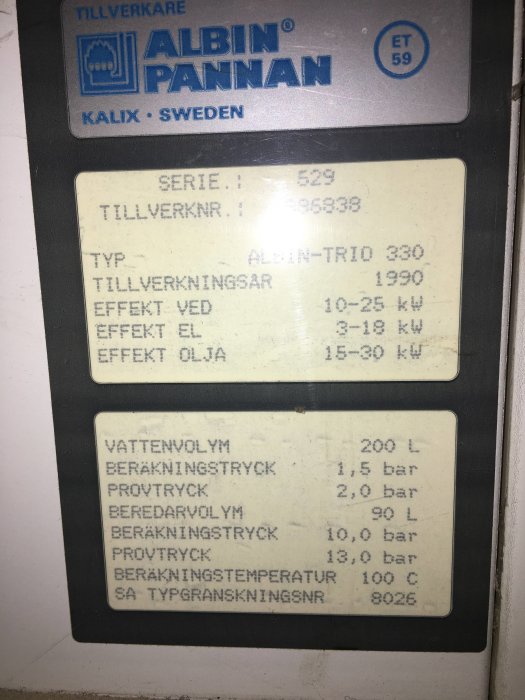 TILLVERKARE
ALBIN®
PANNAN
ET
59
KALIX · SWEDEN
SERIE.: 529
TILLVERKNR.:
TYP ALBIN-TRIO 330
TILLVERKNINGSÅR 1990
EFFEKT VED 10-25 kW
EFFEKT EL 3-18 kW
EFFEKT OLJA 15-30 kW
VATTENVOLYM 200 L
BERÄKNINGSTRYCK 1,5 bar
PROVTRYCK 2,0 bar
BEREDARVOLYM 90 L
BERÄKNINGSTRYCK 10,0 bar
PROVTRYCK 13,0 bar
BERÄKNINGSTEMPERATUR 100 C
SA TYPGRANSKNINGSNR 8026